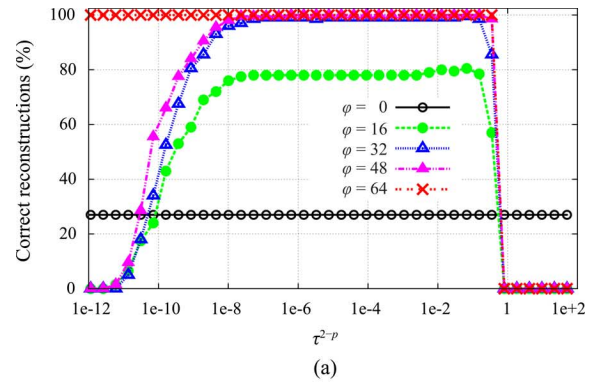 100
80
60
40
20
0
Correct reconstructions (%)
φ = 0
φ = 16
φ = 32
φ = 48
φ = 64
1e-12 1e-10 1e-8 1e-6 1e-4 1e-2 1 1e+2
τ²⁻ᵖ
(a)